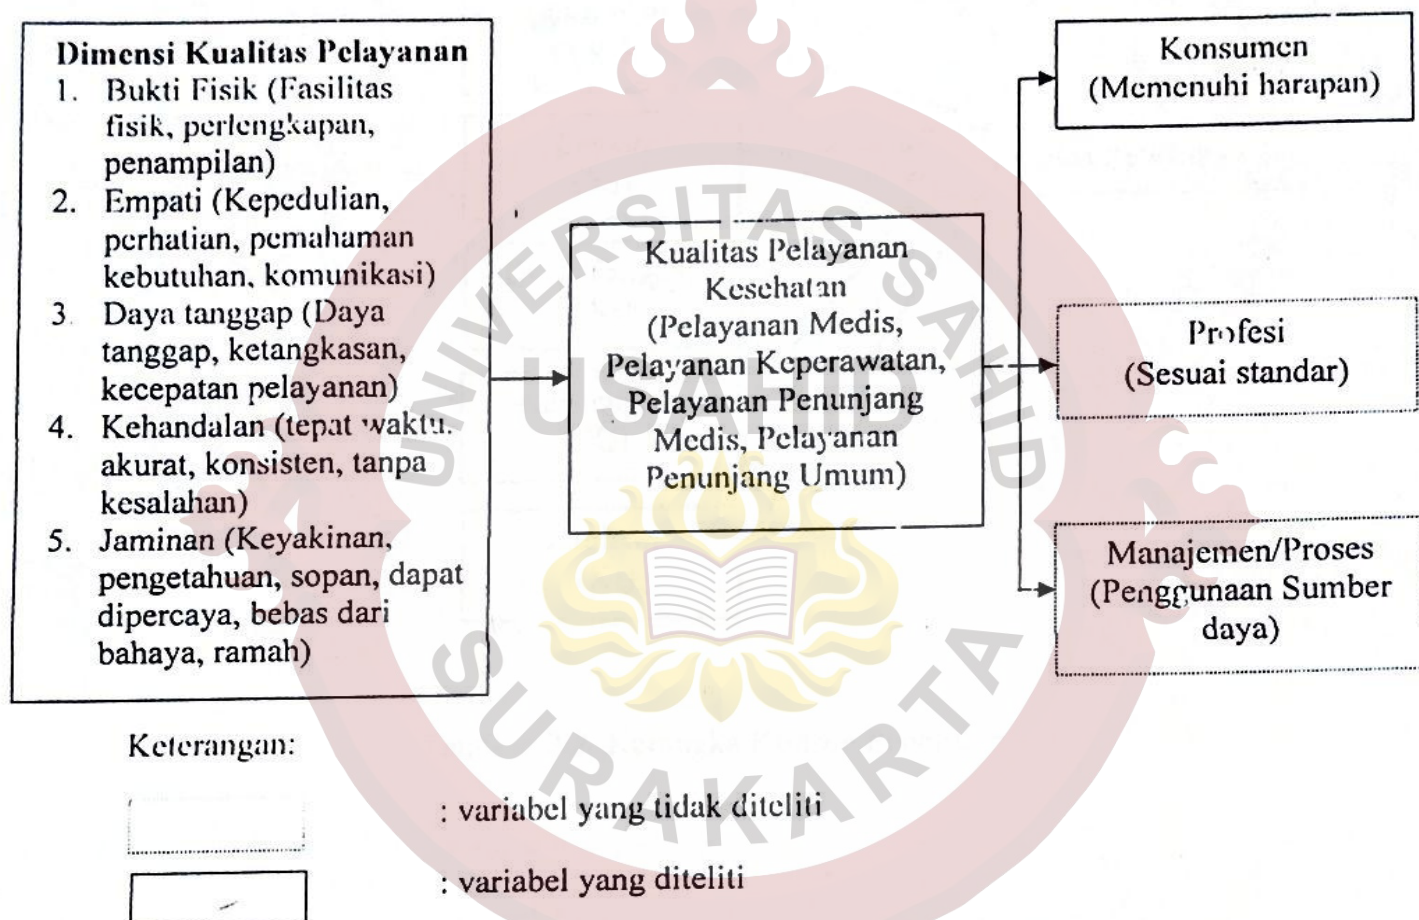 Dimensi Kualitas Pelayanan
1. Bukti Fisik (Fasilitas
fisik, perlengkapan,
penampilan)
2. Empati (Kepedulian,
perhatian, pemahaman
kebutuhan, komunikasi)
3. Daya tanggap (Daya
tanggap, ketangkasan,
kecepatan pelayanan)
4. Kehandalan (tepat waktu.
akurat, konsisten, tanpa
kesalahan)
5. Jaminan (Keyakinan,
pengetahuan, sopan, dapat
dipercaya, bebas dari
bahaya, ramah)
Kualitas Pelayanan
Kesehatan
(Pelayanan Medis,
Pelayanan Keperawatan,
Pelayanan Penunjang
Medis, Pelayanan
Penunjang Umum)
Konsumen
(Memenuhi harapan)
Profesi
(Sesuai standar)
Manajemen/Proses
(Penggunaan Sumber
daya)
Keterangan:
: variabel yang tidak diteliti
: variabel yang diteliti
UNIVERSITAS SAHID
USAHID
SURAKARTA